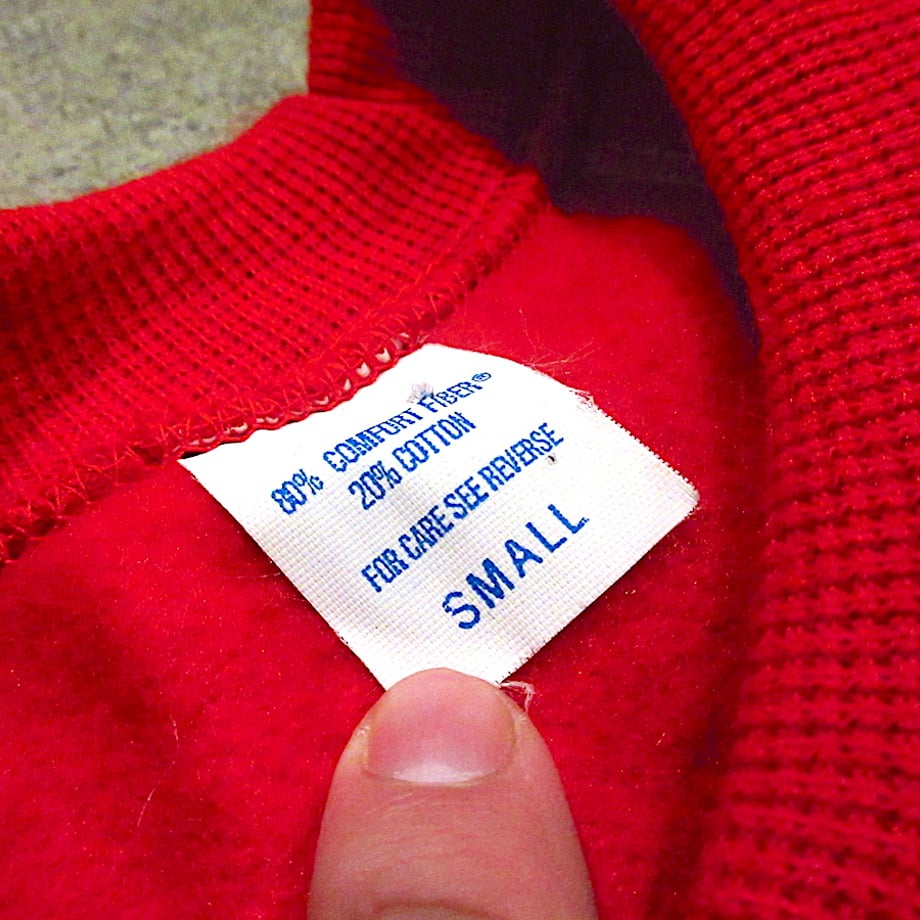 80% COMFORT FIBER®
20% COTTON
FOR CARE SEE REVERSE
SMALL